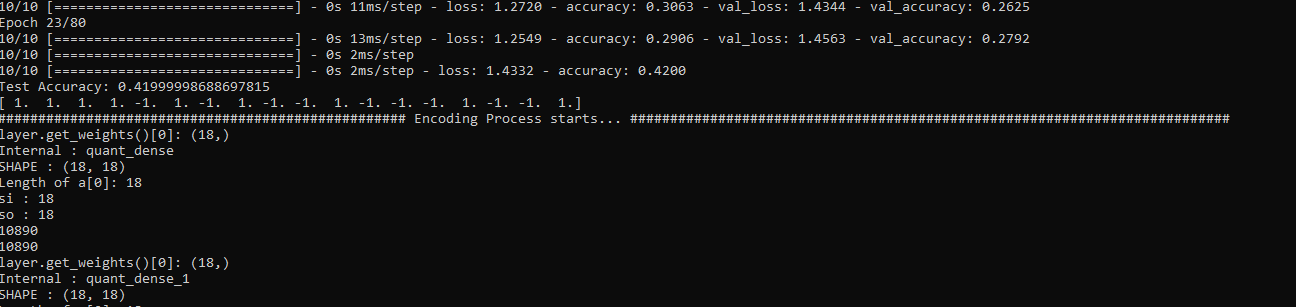 10/10 [==============================] - 0s 11ms/step - loss: 1.2720 - accuracy: 0.3063 - val_loss: 1.4344 - val_accuracy: 0.2625
Epoch 23/80
10/10 [==============================] - 0s 13ms/step - loss: 1.2549 - accuracy: 0.2906 - val_loss: 1.4563 - val_accuracy: 0.2792
10/10 [==============================] - 0s 2ms/step
10/10 [==============================] - 0s 2ms/step - loss: 1.4332 - accuracy: 0.4200
Test Accuracy: 0.41999998688697815
[ 1.  1.  1.  1. -1.  1. -1.  1. -1. -1.  1. -1. -1. -1.  1. -1. -1.  1.]
################################################### Encoding Process starts... ###########################################################################
layer.get_weights()[0]: (18,)
Internal : quant_dense
SHAPE : (18, 18)
Length of a[0]: 18
si : 18
so : 18
10890
10890
layer.get_weights()[0]: (18,)
Internal : quant_dense_1
SHAPE : (18, 18)